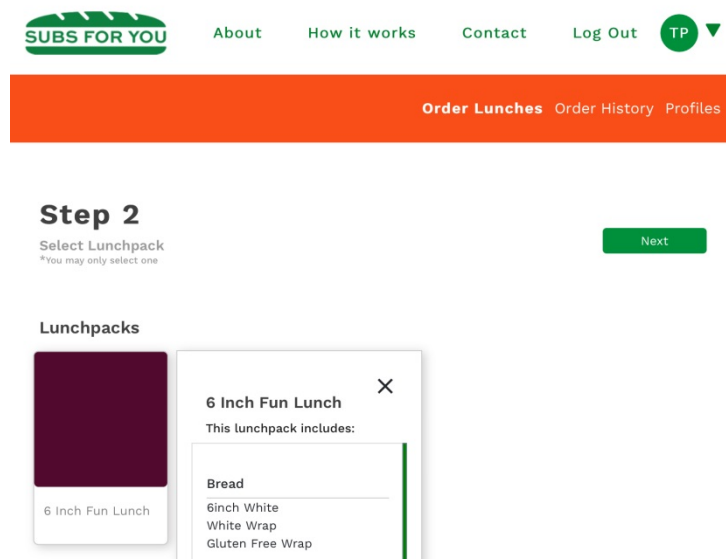 SUBS FOR YOU
About How it works Contact Log Out TP
Order Lunches Order History Profiles
Step 2
Select Lunchpack
*You may only select one
Next
Lunchpacks
6 Inch Fun Lunch
6 Inch Fun Lunch
This lunchpack includes:
Bread
6inch White
White Wrap
Gluten Free Wrap